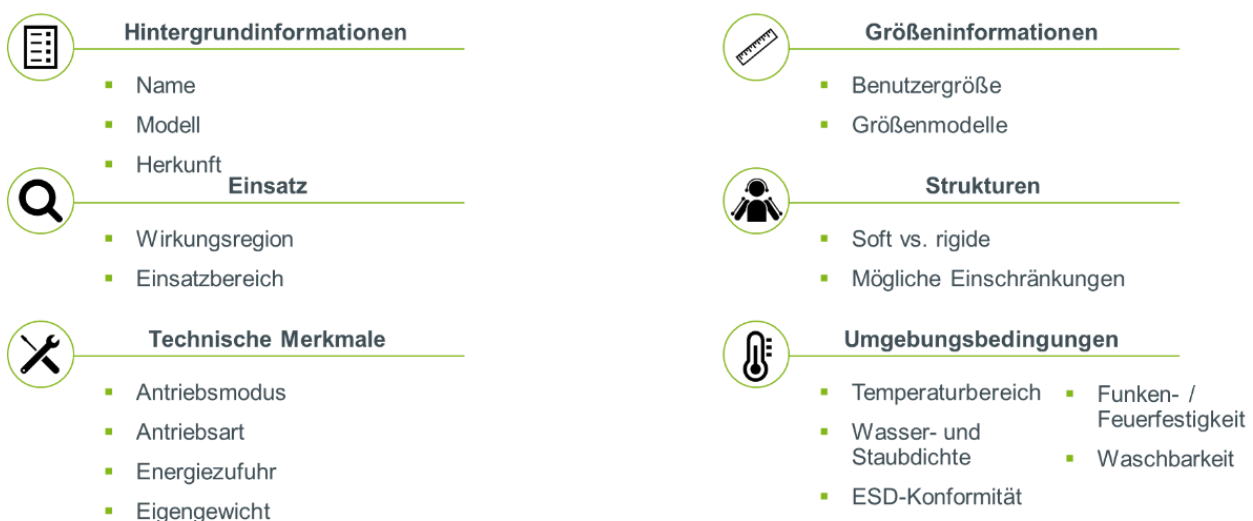 Hintergrundinformationen
Name
Modell
Herkunft
Einsatz
Wirkungsregion
Einsatzbereich
Technische Merkmale
Antriebsmodus
Antriebsart
Energiezufuhr
Eigengewicht
Größeninformationen
Benutzergröße
Größenmodelle
Strukturen
Soft vs. rigide
Mögliche Einschränkungen
Umgebungsbedingungen
Temperaturbereich
Wasser- und
Staubdichte
ESD-Konformität
Funken- /
Feuerfestigkeit
Waschbarkeit